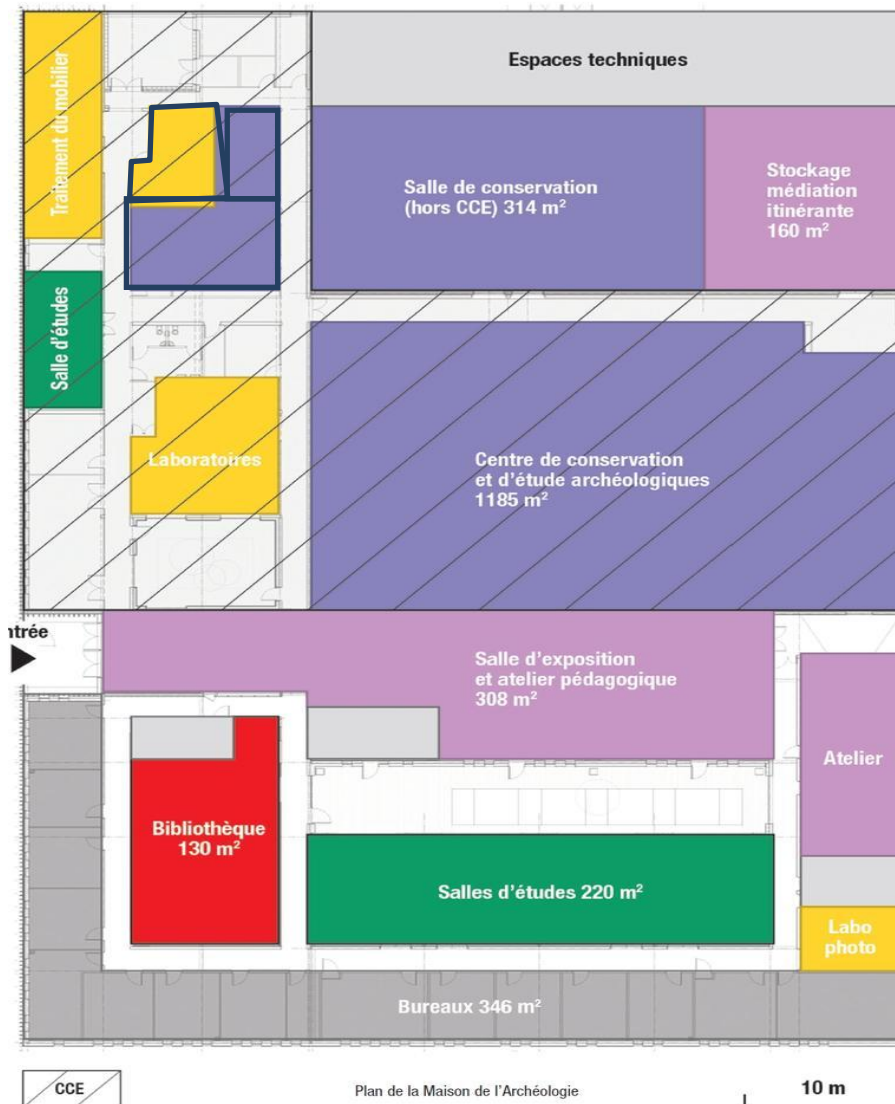 Espaces techniques
Traitement du mobilier
Salle de conservation
(hors CCE) 314 m²
Stockage
médiation
itinérante
160 m²
Salle d'études
Laboratoires
Centre de conservation
et d'étude archéologiques
1185 m²
ntrée
Salle d'exposition
et atelier pédagogique
308 m²
Atelier
Bibliothèque
130 m²
Salles d'études 220 m²
Labo
photo
Bureaux 346 m²
CCE
Plan de la Maison de l'Archéologie
10 m